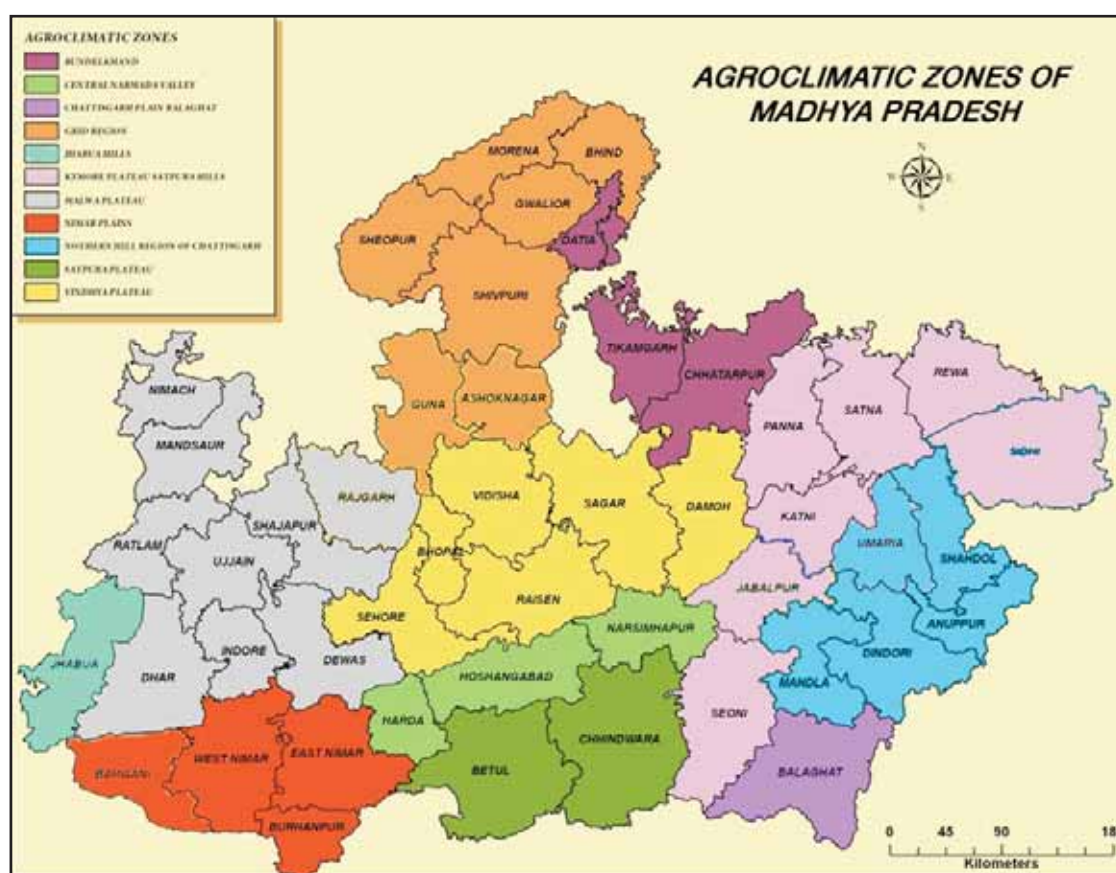 AGROCLIMATIC ZONES
BUNDELKHAND
CENTRAL NARMADA VALLEY
CHATTISGARH PLAIN BALAGHAT
GRID REGION
JHABUA HILLS
KYMORE PLATEAU SATPURA HILLS
MALWA PLATEAU
NIMAR PLAINS
NOTHERN HILL REGION OF CHATTISGARH
SATPURA PLATEAU
VINDHYA PLATEAU
AGROCLIMATIC ZONES OF
MADHYA PRADESH
N
W E
S
MORENA
BHIND
GWALIOR
DATIA
SHEOPUR
SHIVPURI
TIKAMGARH
CHHATARPUR
REWA
NIMACH
GUNA
ASHOKNAGAR
PANNA
SATNA
MANDSAUR
SIDHI
RAJGARH
VIDISHA
SAGAR
DAMOH
SHAJAPUR
KATNI
RATLAM
UJJAIN
BHOPAL
UMARIA
SHAHDOL
JABALPUR
SEHORE
RAISEN
ANUPPUR
NARSIMHAPUR
JHABUA
DHAR
INDORE
DEWAS
HOSHANGABAD
DINDORI
MANDLA
HARDA
SEONI
WEST NIMAR
EAST NIMAR
CHHINDWARA
BETUL
BALAGHAT
BURHANPUR
0 45 90 18
Kilometers